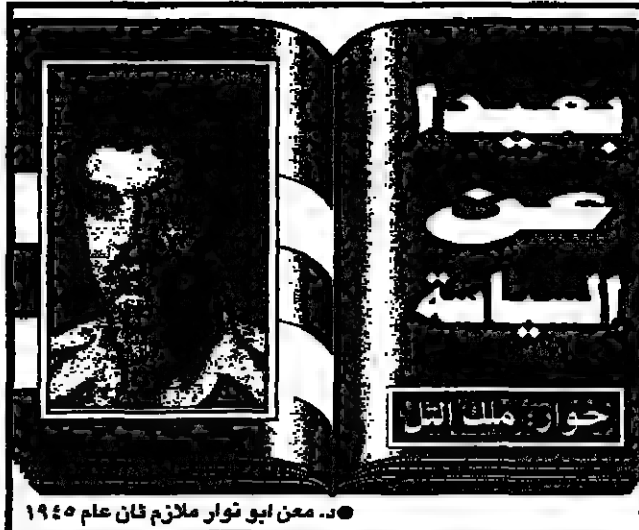 بعيدا
عن
السياسة
حوار: ملك التل
●د. معن ابو نوار ملازم ثان عام ١٩٤٥